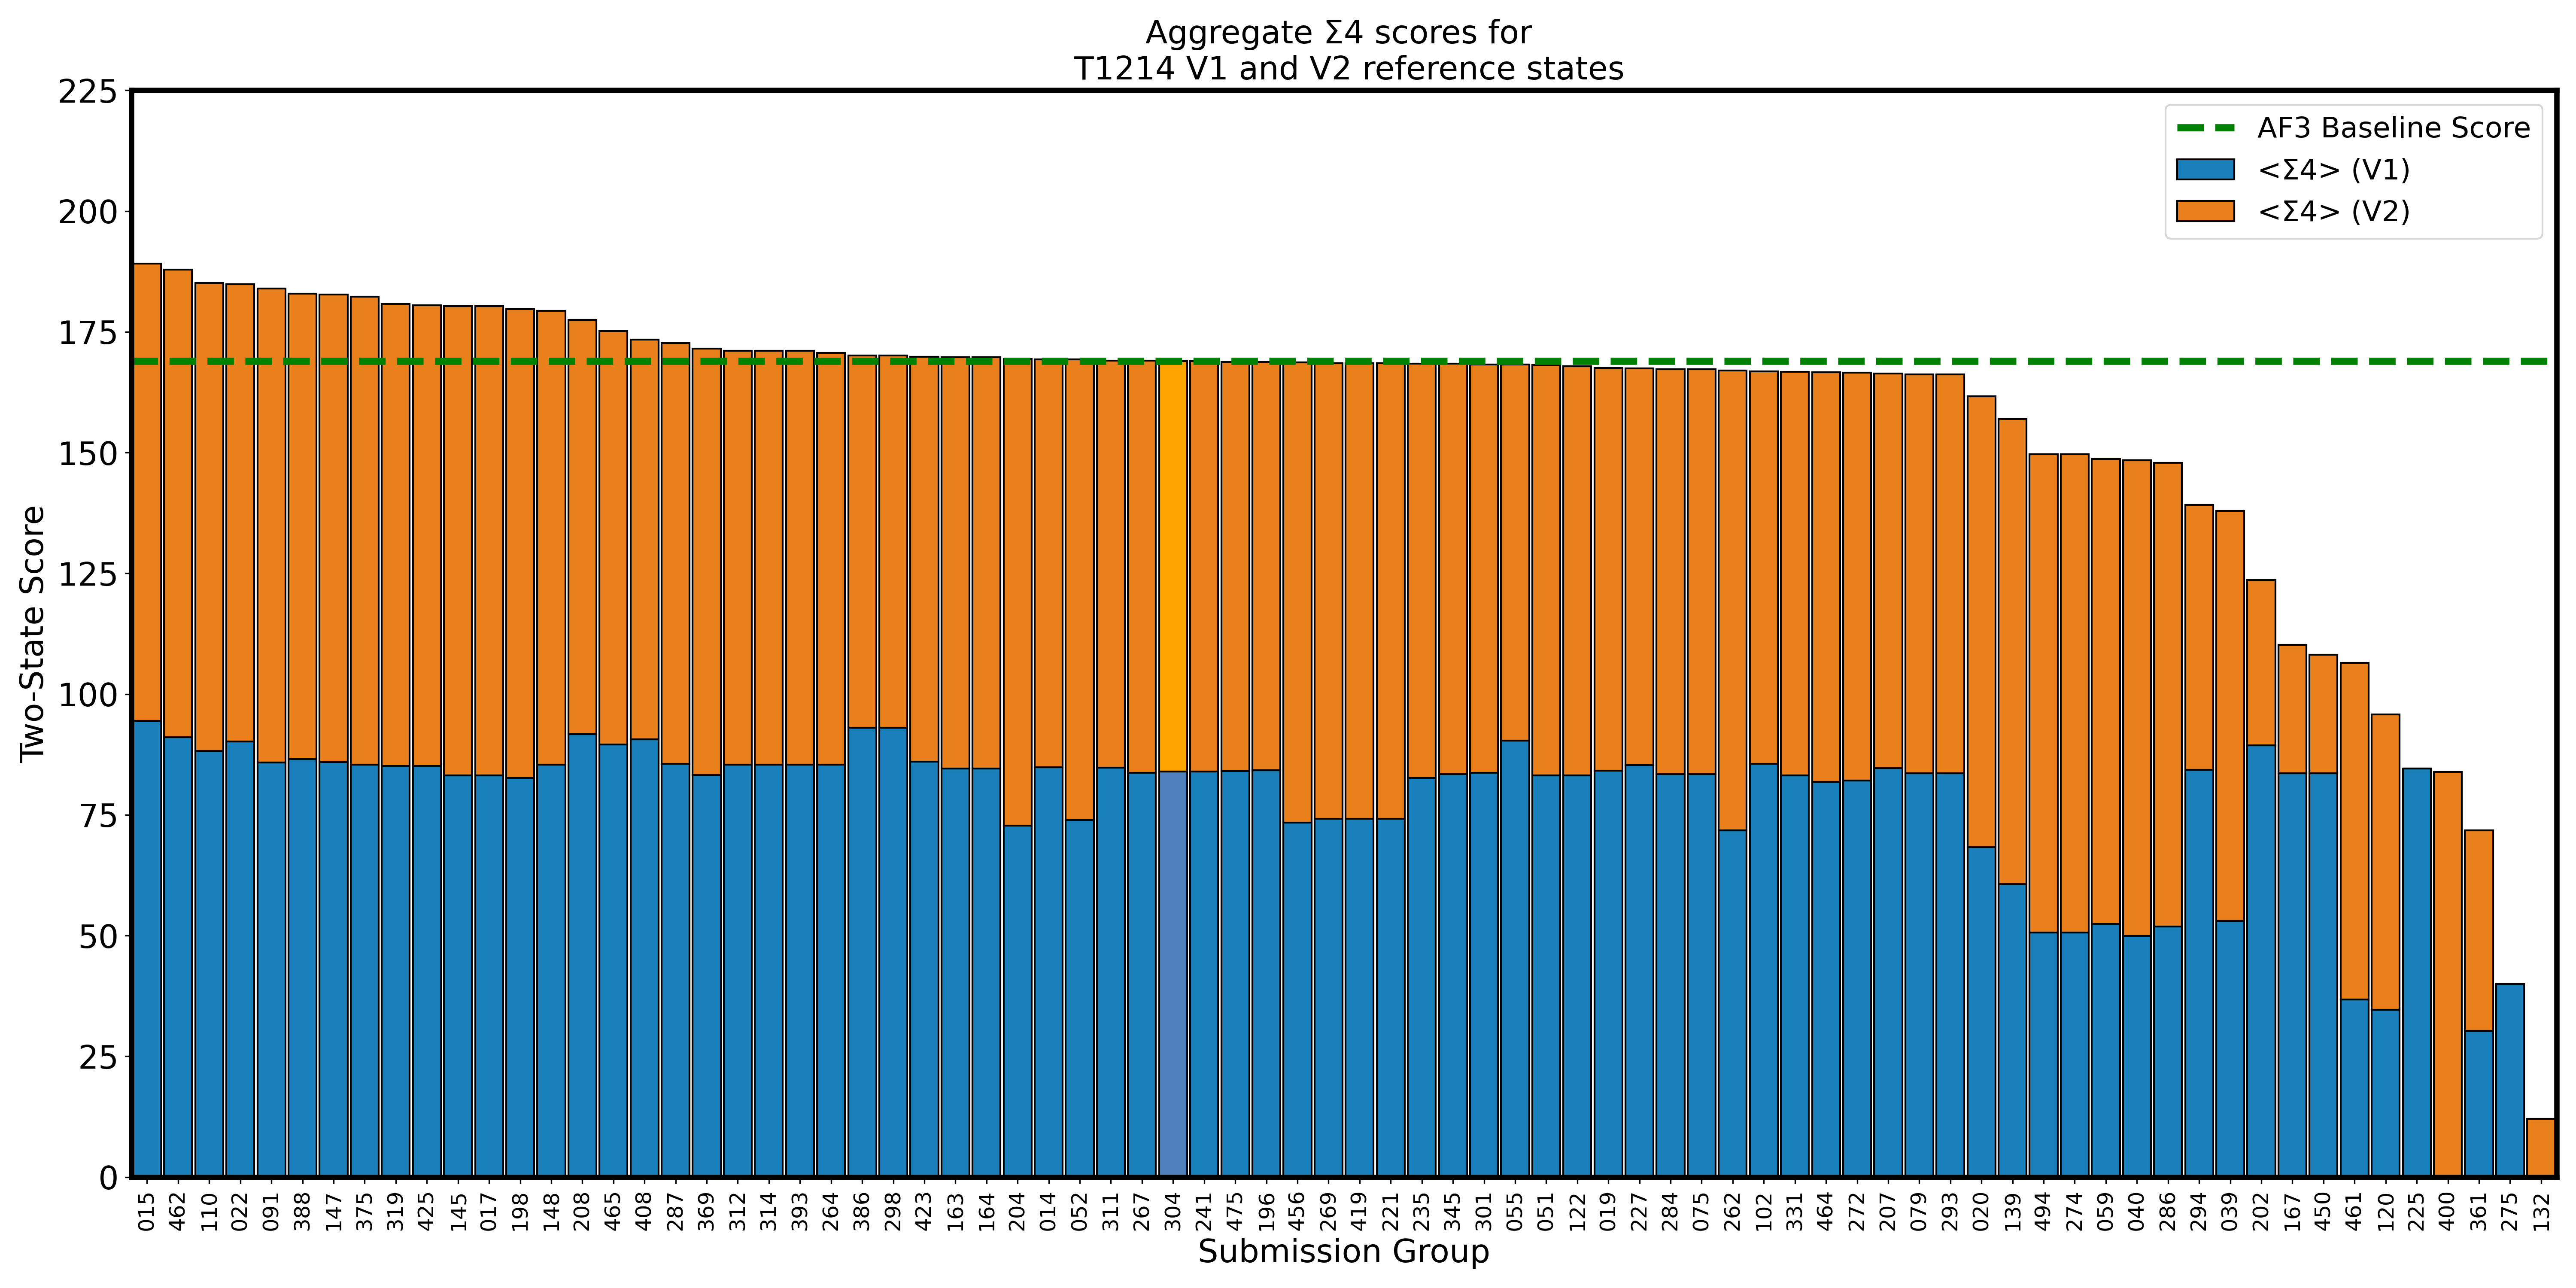 Aggregate Σ4 scores for
T1214 V1 and V2 reference states
225
200
175
150
125
100
75
50
25
0
Two-State Score
AF3 Baseline Score
<Σ4> (V1)
<Σ4> (V2)
015 462 110 022 091 388 147 375 319 425 145 017 198 148 208 465 408 287 369 312 314 393 264 386 298 423 163 164 204 014 052 311 267 304 241 475 196 456 269 419 221 235 345 301 055 051 122 019 227 284 075 262 102 331 464 272 207 079 293 020 139 494 274 059 040 286 294 039 202 167 450 461 120 225 400 361 275 132
Submission Group